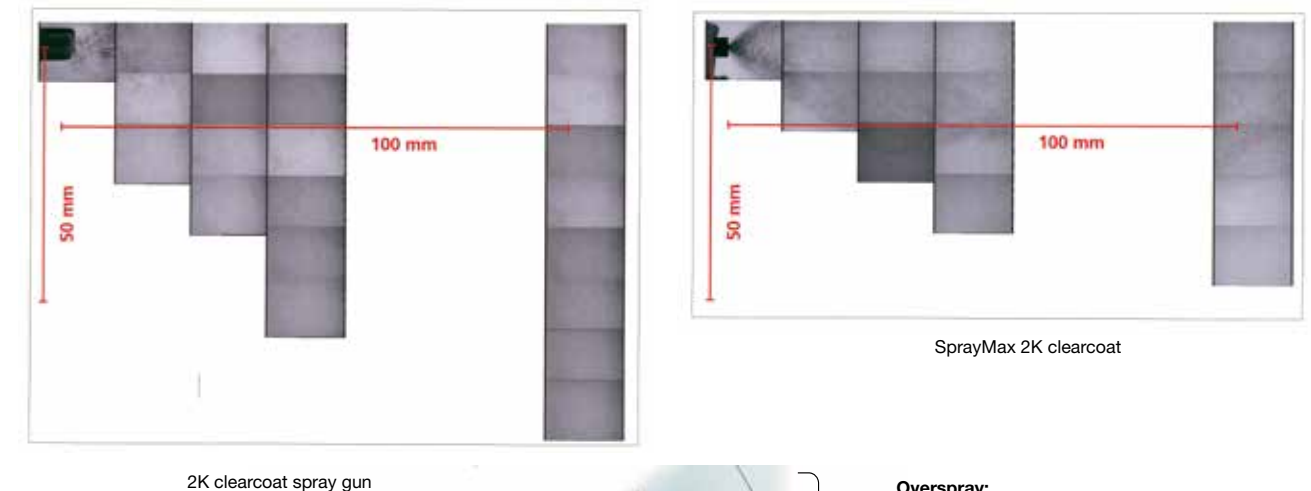 100 mm
50 mm
100 mm
50 mm
SprayMax 2K clearcoat
2K clearcoat spray gun
Overspray: